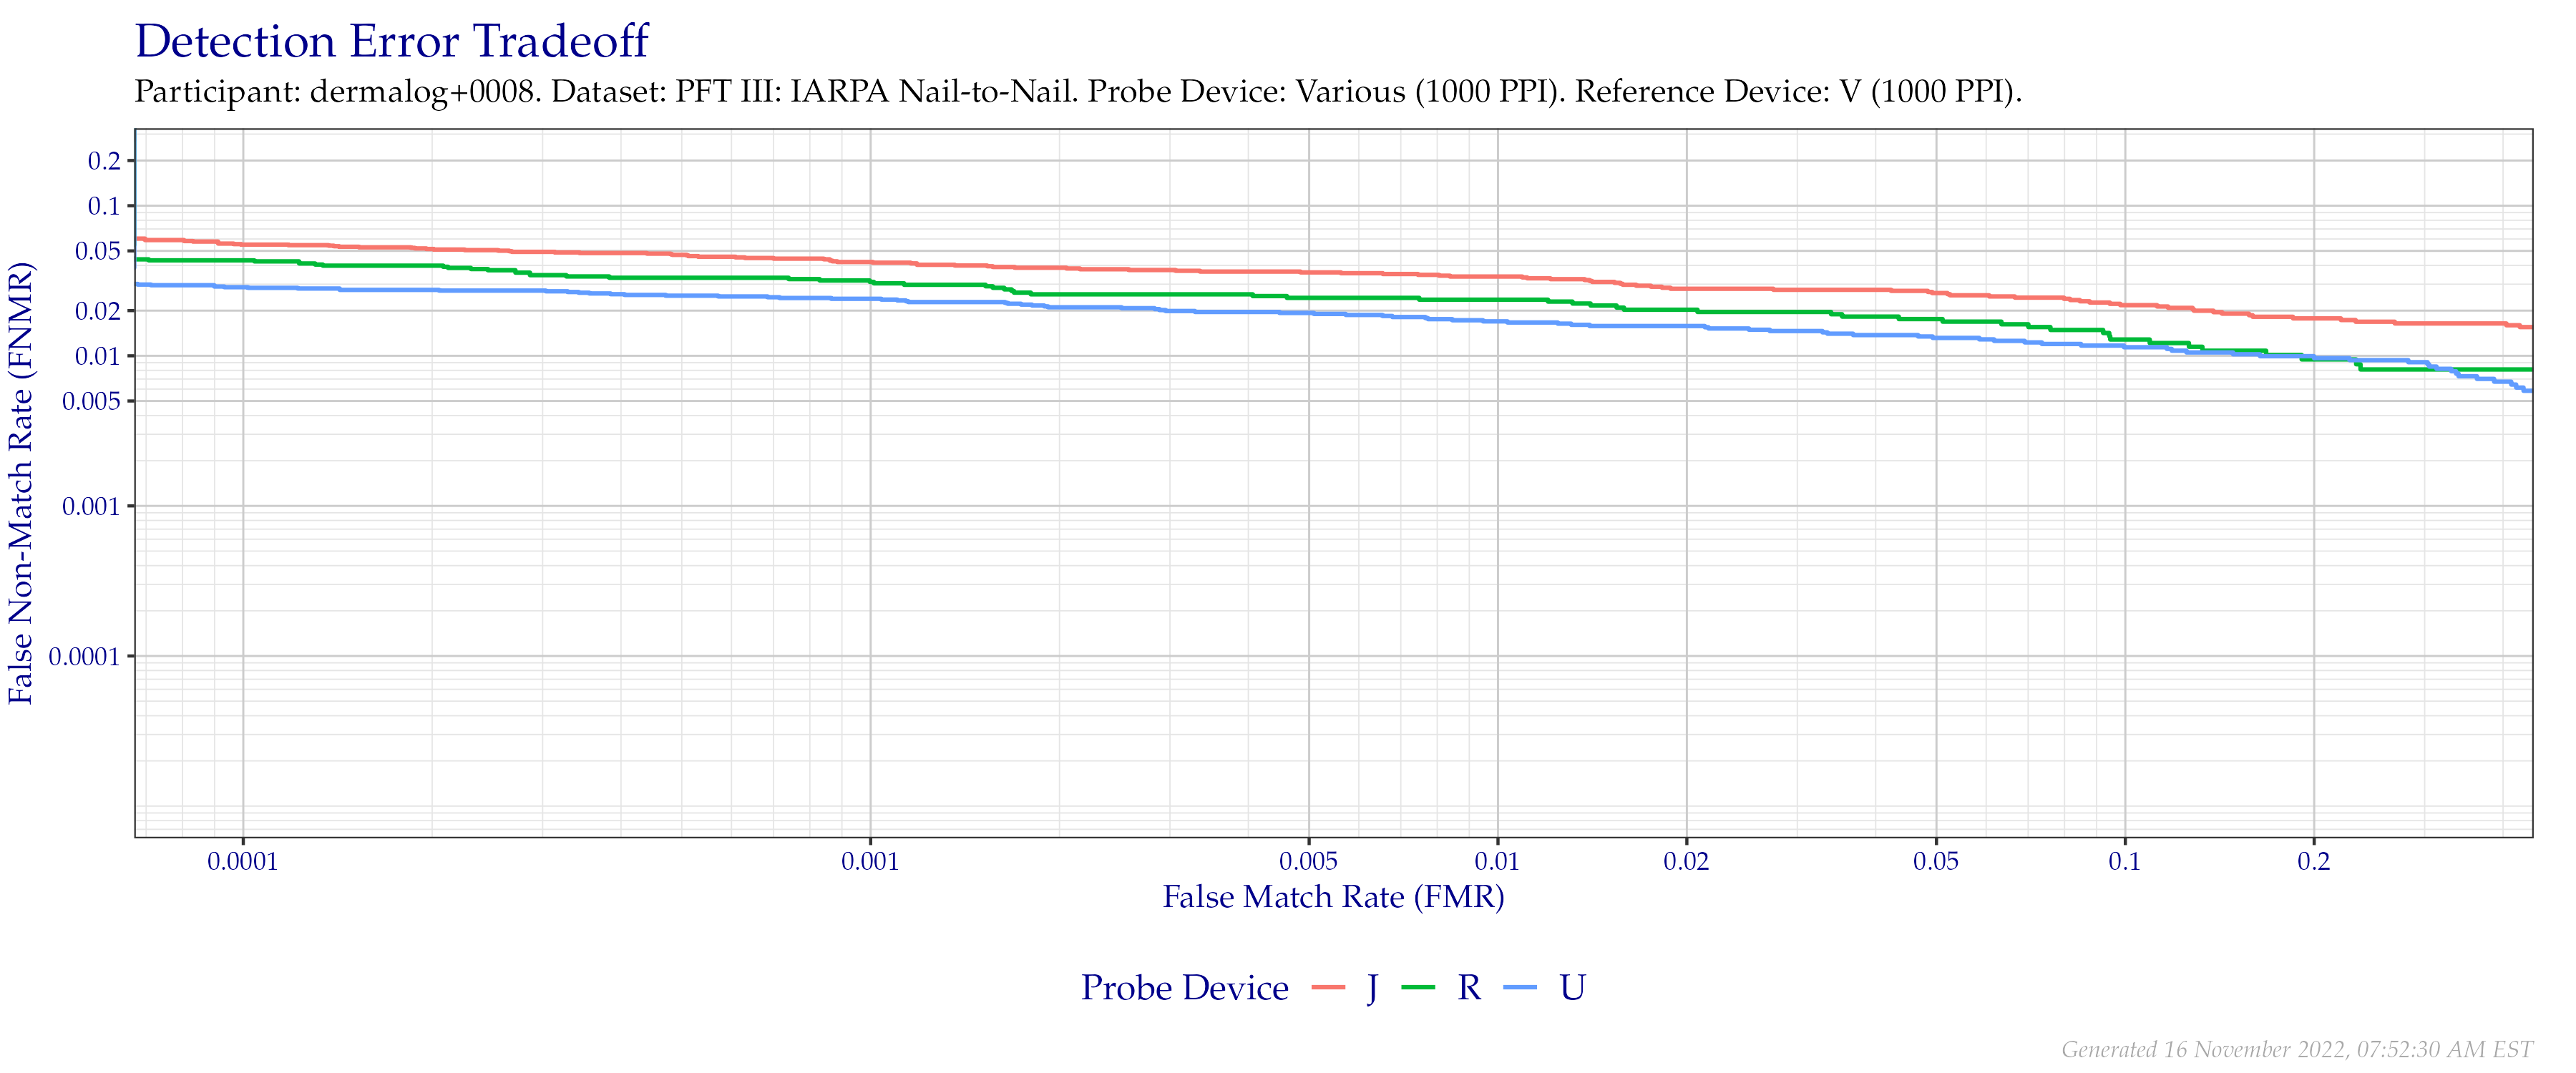 Detection Error Tradeoff
Participant: dermalog+0008. Dataset: PFT III: IARPA Nail-to-Nail. Probe Device: Various (1000 PPI). Reference Device: V (1000 PPI).
False Non-Match Rate (FNMR)
0.2
0.1
0.05
0.02
0.01
0.005
0.001
0.0001
0.0001 0.001 0.005 0.01 0.02 0.05 0.1 0.2
False Match Rate (FMR)
Probe Device J R U
Generated 16 November 2022, 07:52:30 AM EST